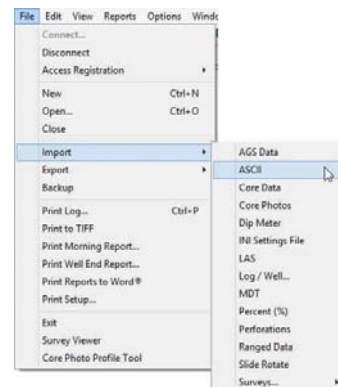 File Edit View Reports Options Wind
Connect...
Disconnect
Access Registration
New Ctrl+N
Open... Ctrl+O
Close
Import
Export
Backup
Print Log... Ctrl+P
Print to TIFF
Print Morning Report...
Print Well End Report...
Print Reports to Word®
Print Setup...
Exit
Survey Viewer
Core Photo Profile Tool
AGS Data
ASCII
Core Data
Core Photos
Dip Meter
INI Settings File
LAS
Log / Well...
MDT
Percent (%)
Perforations
Ranged Data
Slide Rotate
Surveys...